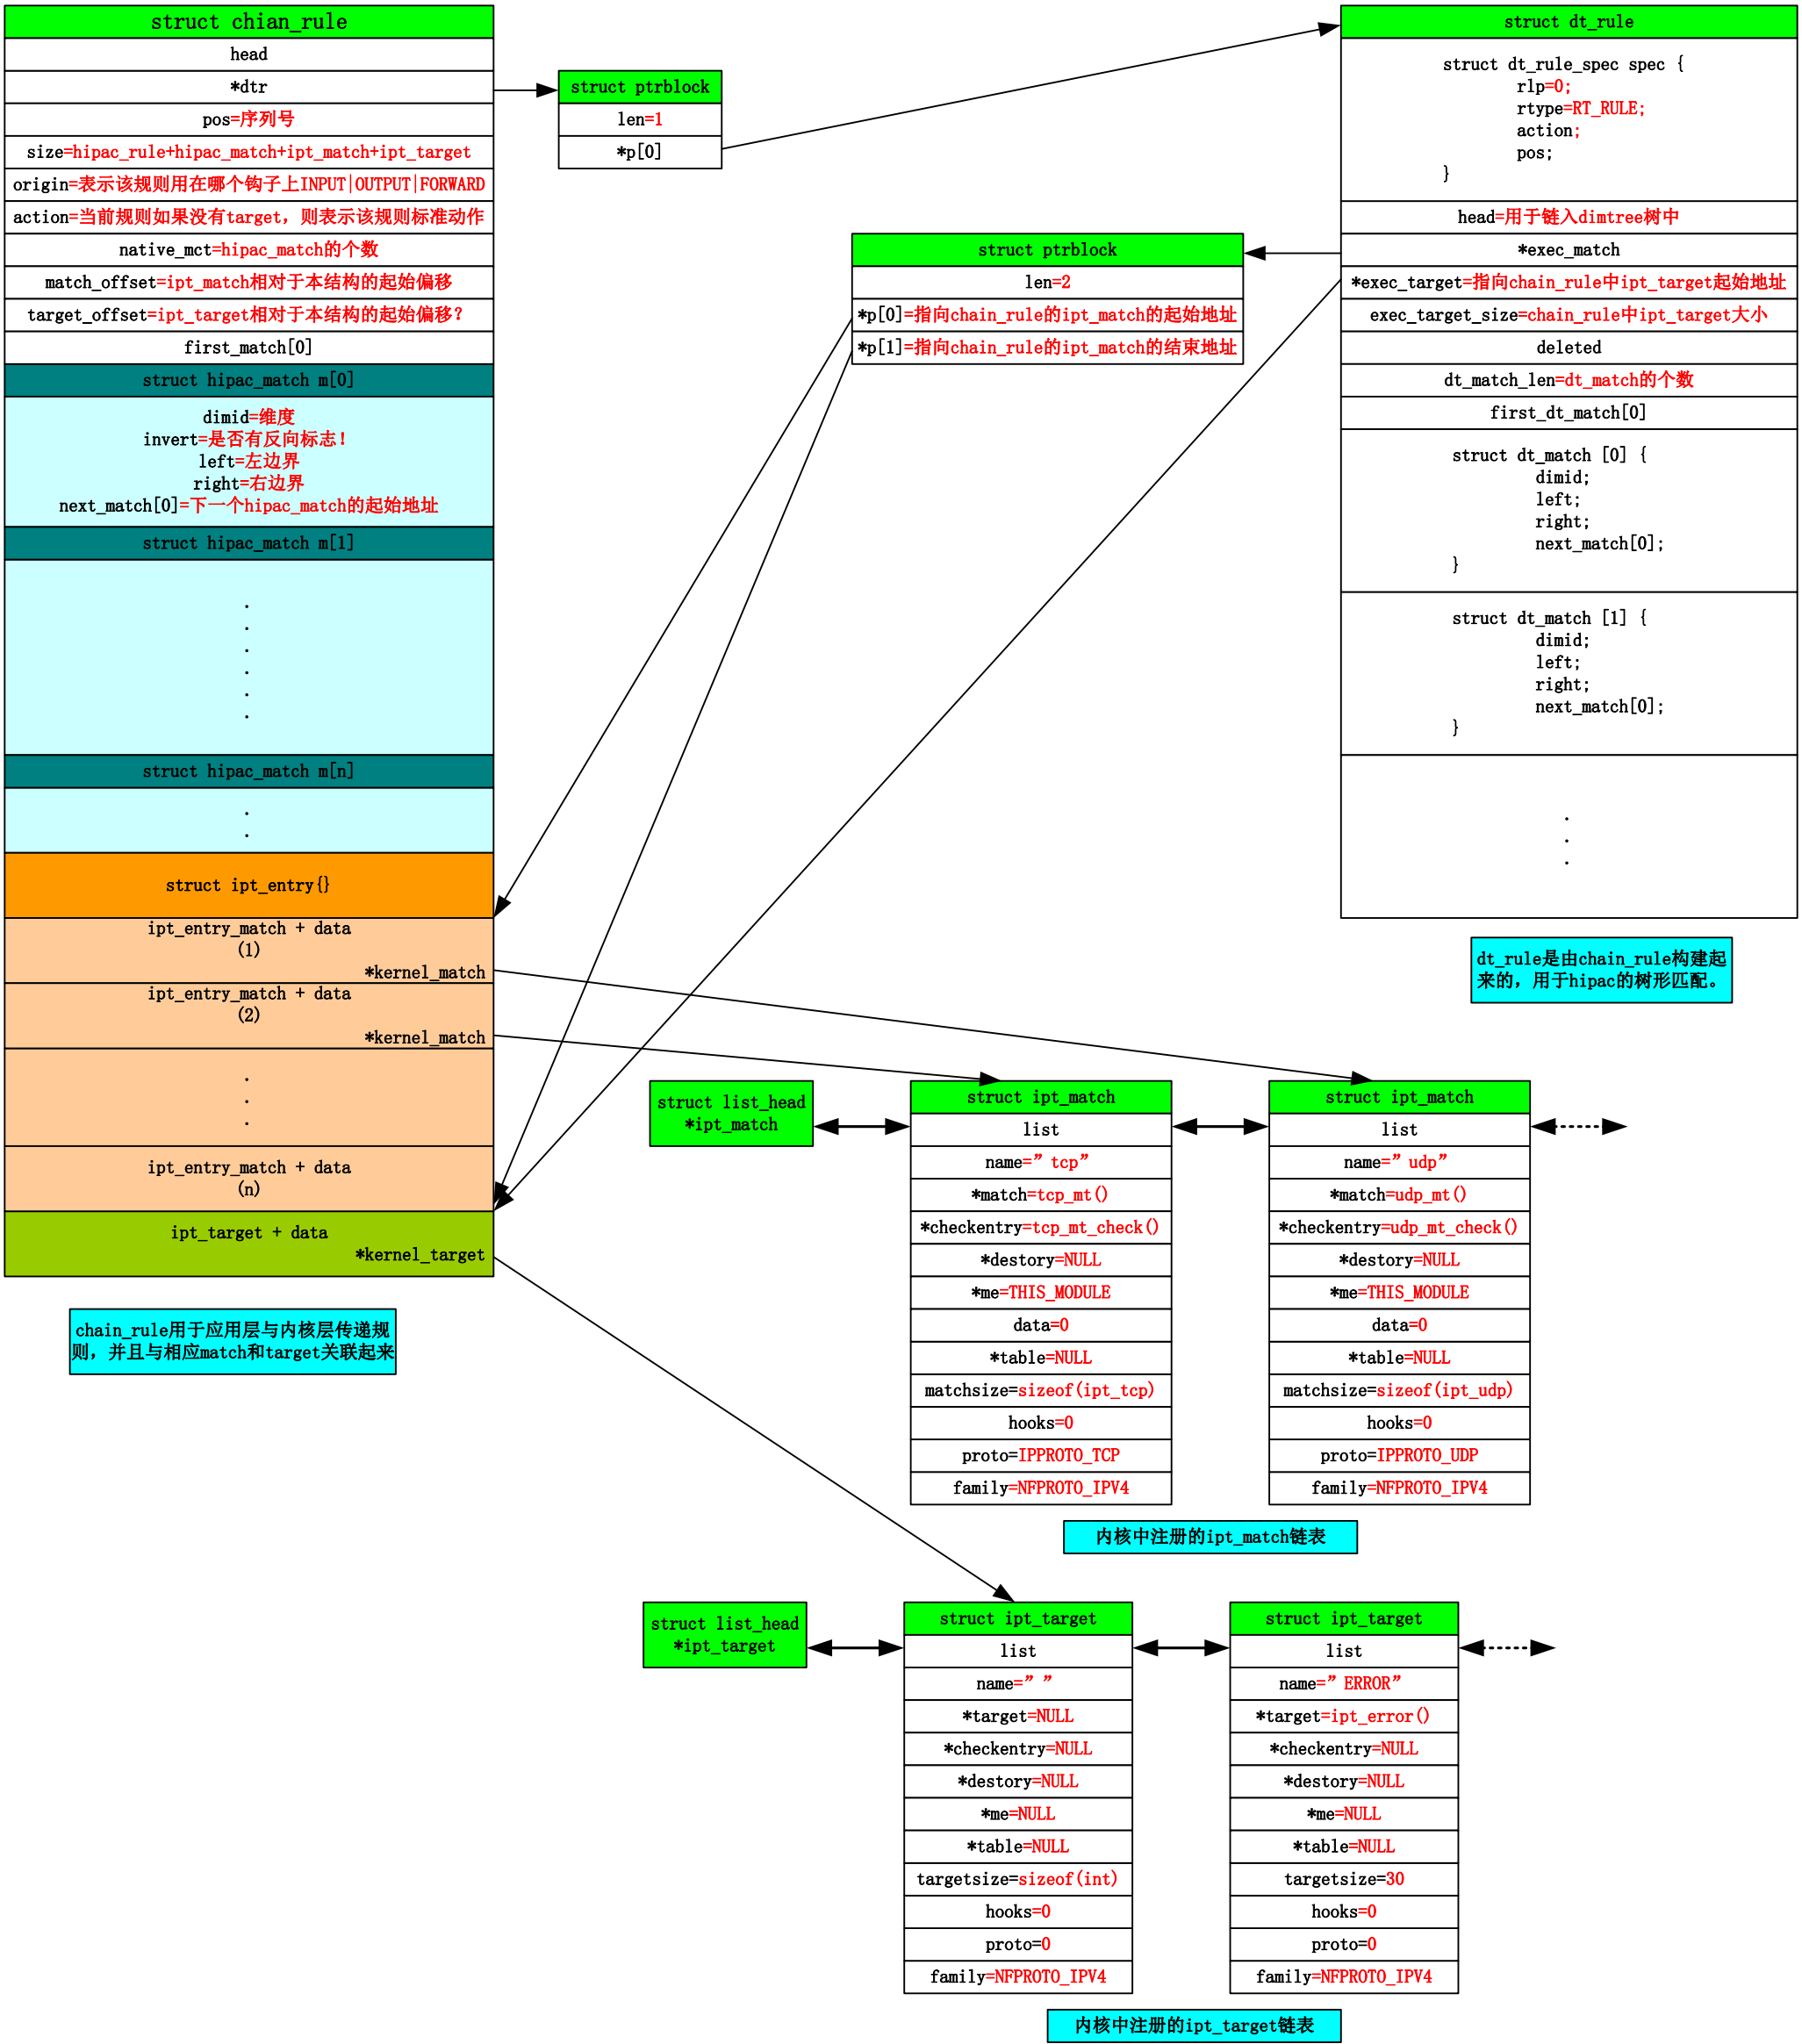 struct chian_rule
head
*dtr
pos=序列号
size=hipac_rule+hipac_match+ipt_match+ipt_target
origin=表示该规则用在哪个钩子上INPUT|OUTPUT|FORWARD
action=当前规则如果没有target，则表示该规则标准动作
native_mct=hipac_match的个数
match_offset=ipt_match相对于本结构的起始偏移
target_offset=ipt_target相对于本结构的起始偏移?
first_match[0]
struct hipac_match m[0]
dimid=维度
invert=是否有反向标志!
left=左边界
right=右边界
next_match[0]=下一个hipac_match的起始地址
struct hipac_match m[1]
.
.
.
.
.
.
struct hipac_match m[n]
.
.
struct ipt_entry{}
ipt_entry_match + data
(1)
*kernel_match
ipt_entry_match + data
(2)
*kernel_match
.
.
.
ipt_entry_match + data
(n)
ipt_target + data
*kernel_target
chain_rule用于应用层与内核层传递规
则，并且与相应match和target关联起来
struct ptrblock
len=1
*p[0]
struct ptrblock
len=2
*p[0]=指向chain_rule的ipt_match的起始地址
*p[1]=指向chain_rule的ipt_match的结束地址
struct dt_rule
struct dt_rule_spec spec {
rlp=0;
rtype=RT_RULE;
action;
pos;
}
head=用于链入dimtree树中
*exec_match
*exec_target=指向chain_rule中ipt_target起始地址
exec_target_size=chain_rule中ipt_target大小
deleted
dt_match_len=dt_match的个数
first_dt_match[0]
struct dt_match [0] {
dimid;
left;
right;
next_match[0];
}
struct dt_match [1] {
dimid;
left;
right;
next_match[0];
}
.
.
.
dt_rule是由chain_rule构建起
来的，用于hipac的树形匹配。
struct list_head
*ipt_match
struct ipt_match
list
name=”tcp”
*match=tcp_mt()
*checkentry=tcp_mt_check()
*destory=NULL
*me=THIS_MODULE
data=0
*table=NULL
matchsize=sizeof(ipt_tcp)
hooks=0
proto=IPPROTO_TCP
family=NFPROTO_IPV4
struct ipt_match
list
name=”udp”
*match=udp_mt()
*checkentry=udp_mt_check()
*destory=NULL
*me=THIS_MODULE
data=0
*table=NULL
matchsize=sizeof(ipt_udp)
hooks=0
proto=IPPROTO_UDP
family=NFPROTO_IPV4
内核中注册的ipt_match链表
struct list_head
*ipt_target
struct ipt_target
list
name=” ”
*target=NULL
*checkentry=NULL
*destory=NULL
*me=NULL
*table=NULL
targetsize=sizeof(int)
hooks=0
proto=0
family=NFPROTO_IPV4
struct ipt_target
list
name=”ERROR”
*target=ipt_error()
*checkentry=NULL
*destory=NULL
*me=NULL
*table=NULL
targetsize=30
hooks=0
proto=0
family=NFPROTO_IPV4
内核中注册的ipt_target链表